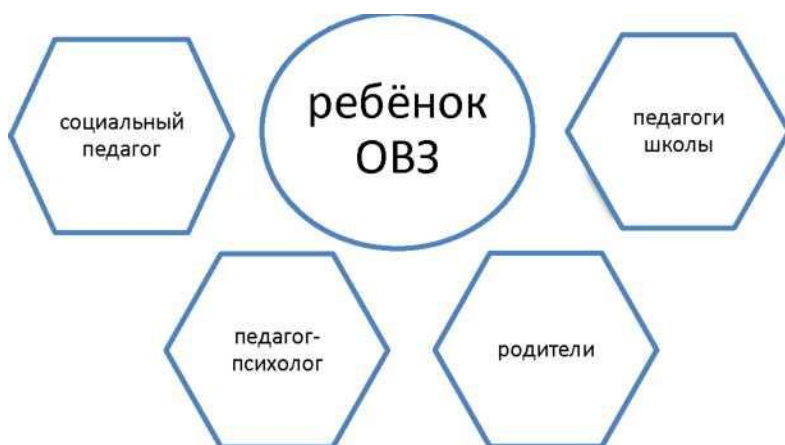 социальный
педагог
ребёнок
ОВЗ
педагоги
школы
педагог-
психолог
родители